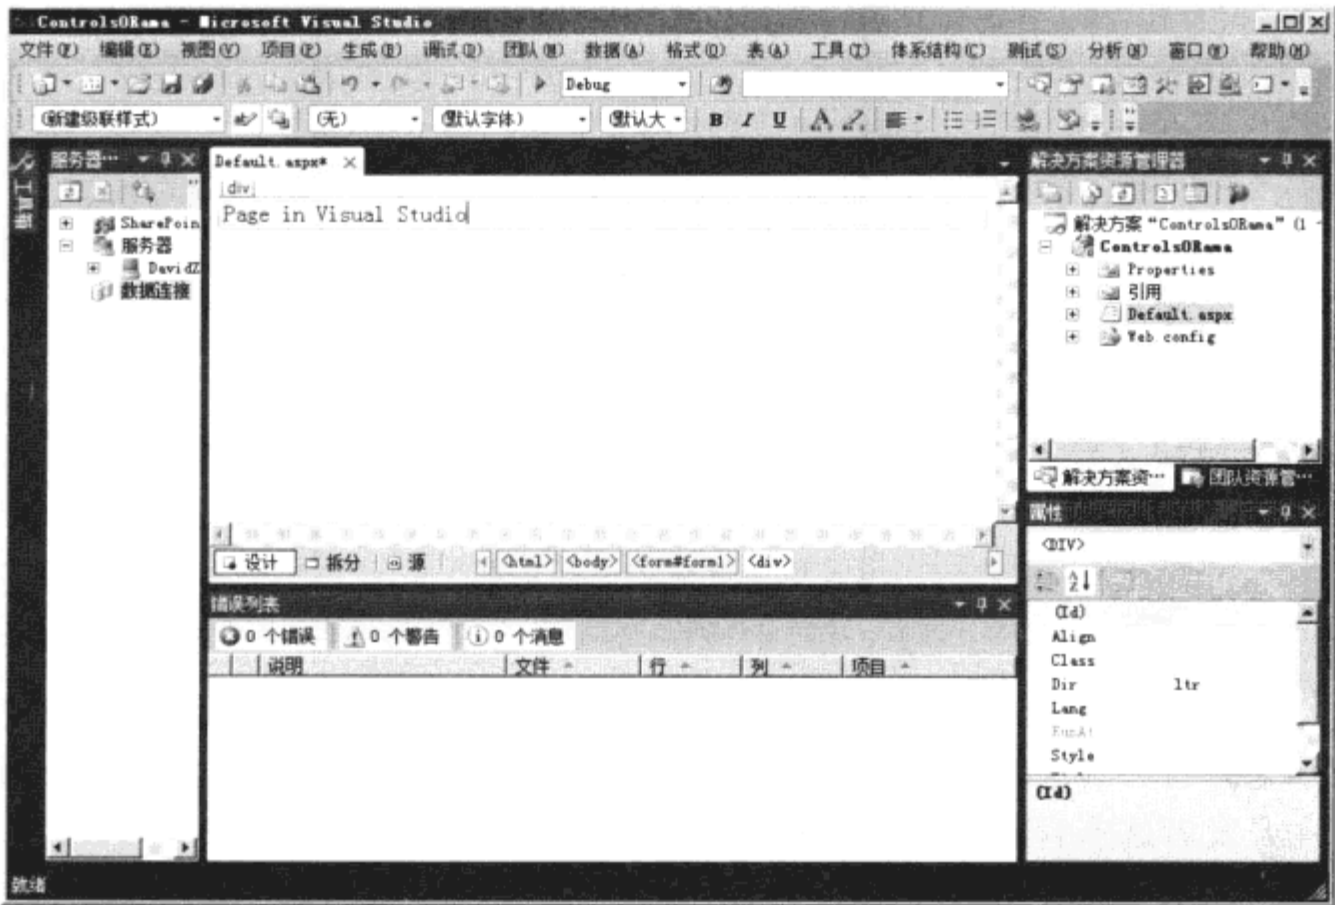 ControlsORama - Microsoft Visual Studio
文件(F) 编辑(E) 视图(V) 项目(P) 生成(B) 调试(D) 团队(M) 数据(A) 格式(O) 表(A) 工具(T) 体系结构(C) 测试(S) 分析(N) 窗口(W) 帮助(H)
Debug
(新建级联样式) (无) (默认字体) (默认大 B I U A
工具箱
服务器…
SharePoin
服务器
DavidZ
数据连接
Default.aspx* ×
div
Page in Visual Studio
设计 拆分 源 <html> <body> <form#form1> <div>
错误列表
0 个错误 0 个警告 0 个消息
说明 文件 行 列 项目
解决方案资源管理器
解决方案“ControlsORama” (1
ControlsORama
Properties
引用
Default.aspx
Web.config
解决方案资… 团队资源管…
属性
<DIV>
(Id)
Align
Class
Dir ltr
Lang
RunAt
Style
(Id)
就绪